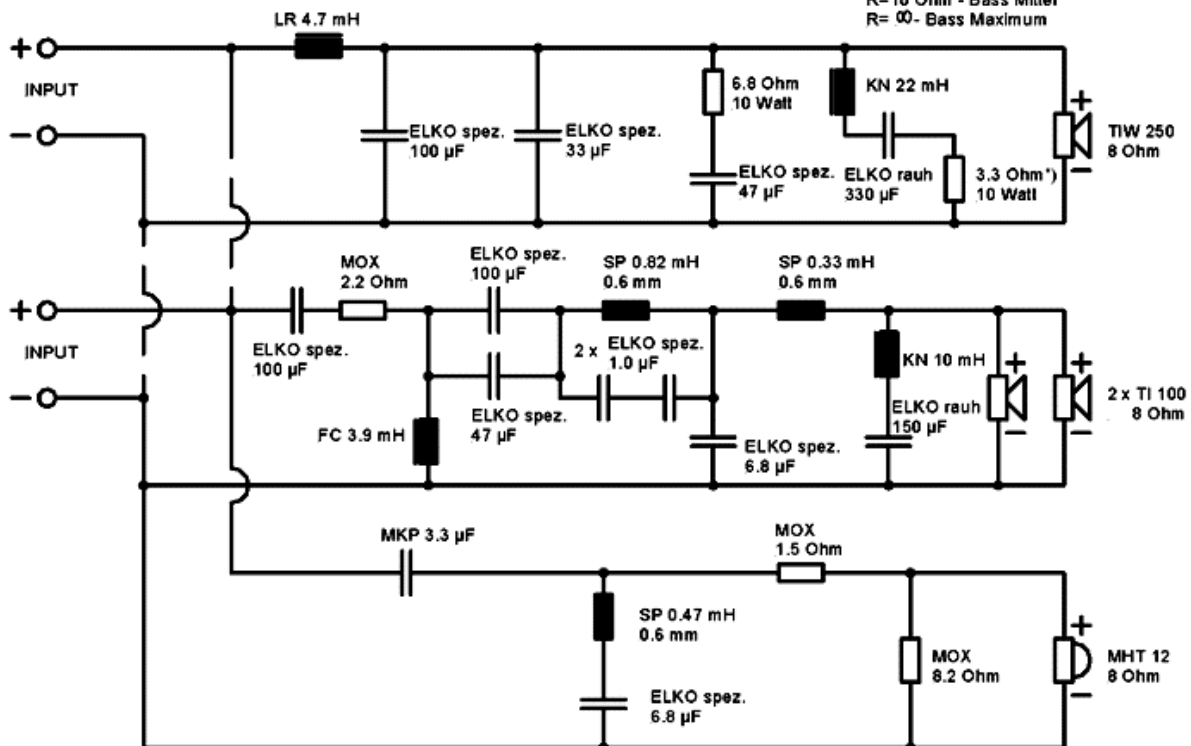 R= 10 Ohm - Bass Mittel
R= ∞ - Bass Maximum
LR 4.7 mH
+
INPUT
−
ELKO spez.
100 µF
ELKO spez.
33 µF
6.8 Ohm
10 Watt
ELKO spez.
47 µF
KN 22 mH
ELKO rauh
330 µF
3.3 Ohm*)
10 Watt
+
−
TIW 250
8 Ohm
+
INPUT
−
ELKO spez.
100 µF
MOX
2.2 Ohm
ELKO spez.
100 µF
ELKO spez.
47 µF
FC 3.9 mH
SP 0.82 mH
0.6 mm
2 x ELKO spez.
1.0 µF
ELKO spez.
6.8 µF
SP 0.33 mH
0.6 mm
KN 10 mH
ELKO rauh
150 µF
+
−
+
−
2 x TI 100
8 Ohm
MKP 3.3 µF
SP 0.47 mH
0.6 mm
ELKO spez.
6.8 µF
MOX
1.5 Ohm
MOX
8.2 Ohm
+
−
MHT 12
8 Ohm